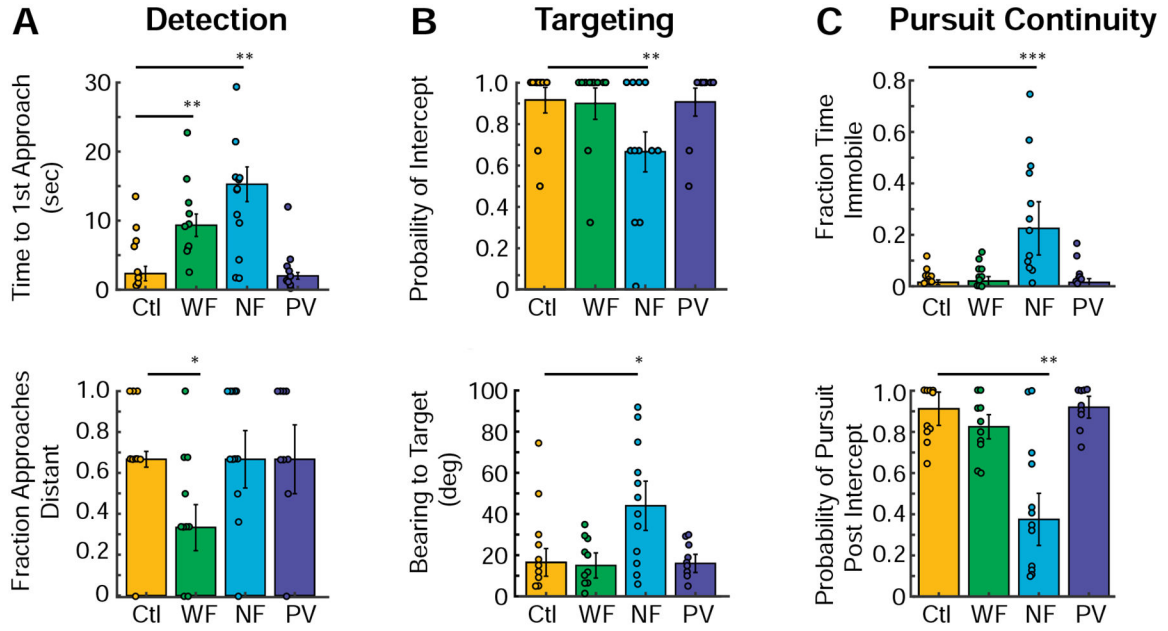 A Detection
B Targeting
C Pursuit Continuity
Time to 1st Approach
(sec)
30
20
10
0
**
**
Ctl WF NF PV
Probaility of Intercept
1.0
0.8
0.6
0.4
0.2
0
**
Ctl WF NF PV
Fraction Time
Immobile
0.8
0.6
0.4
0.2
0
***
Ctl WF NF PV
Fraction Approaches
Distant
1.0
0.8
0.6
0.4
0.2
0
*
Ctl WF NF PV
Bearing to Target
(deg)
100
80
60
40
20
0
*
Ctl WF NF PV
Probability of Pursuit
Post Intercept
1.0
0.8
0.6
0.4
0.2
0
**
Ctl WF NF PV